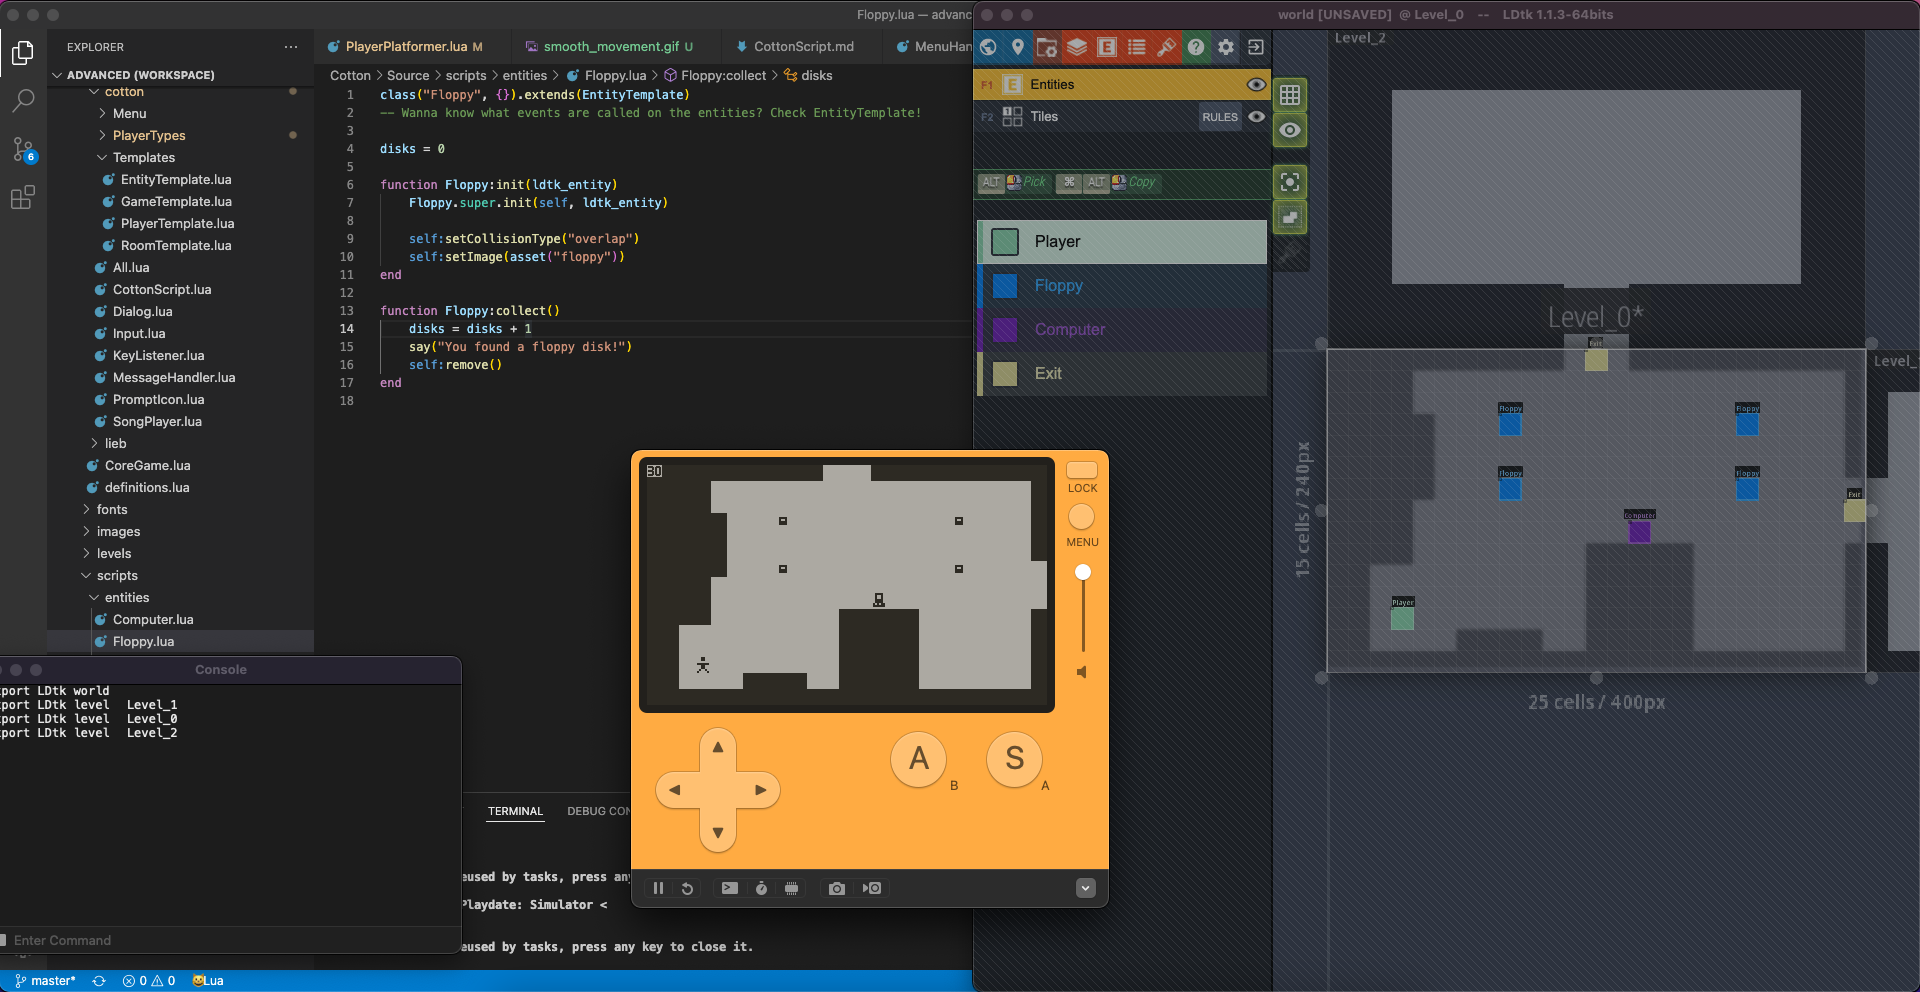 Floppy.lua — advanc
EXPLORER
PlayerPlatformer.lua M
smooth_movement.gif U
CottonScript.md
MenuHan
ADVANCED (WORKSPACE)
Cotton > Source > scripts > entities > Floppy.lua > Floppy:collect > disks
cotton
Menu
PlayerTypes
Templates
EntityTemplate.lua
GameTemplate.lua
PlayerTemplate.lua
RoomTemplate.lua
All.lua
CottonScript.lua
Dialog.lua
Input.lua
KeyListener.lua
MessageHandler.lua
PromptIcon.lua
SongPlayer.lua
lieb
CoreGame.lua
definitions.lua
fonts
images
levels
scripts
entities
Computer.lua
Floppy.lua
6
1 class("Floppy", {}).extends(EntityTemplate)
2 -- Wanna know what events are called on the entities? Check EntityTemplate!
3
4 disks = 0
5
6 function Floppy:init(ldtk_entity)
7 Floppy.super.init(self, ldtk_entity)
8
9 self:setCollisionType("overlap")
10 self:setImage(asset("floppy"))
11 end
12
13 function Floppy:collect()
14 disks = disks + 1
15 say("You found a floppy disk!")
16 self:remove()
17 end
18
Console
xport LDtk world
xport LDtk level Level_1
xport LDtk level Level_0
xport LDtk level Level_2
Enter Command
TERMINAL
DEBUG CON
eused by tasks, press any
Playdate: Simulator <
eused by tasks, press any key to close it.
master*
0
0
Lua
30
LOCK
MENU
A
B
S
A
world [UNSAVED] @ Level_0 -- LDtk 1.1.3-64bits
F1 E Entities
F2 Tiles RULES
ALT Pick ⌘ ALT Copy
Player
Floppy
Computer
Exit
Level_2
Level_0*
Level_
Exit
Floppy
Floppy
Floppy
Floppy
Exit
Computer
Player
15 cells / 240px
25 cells / 400px